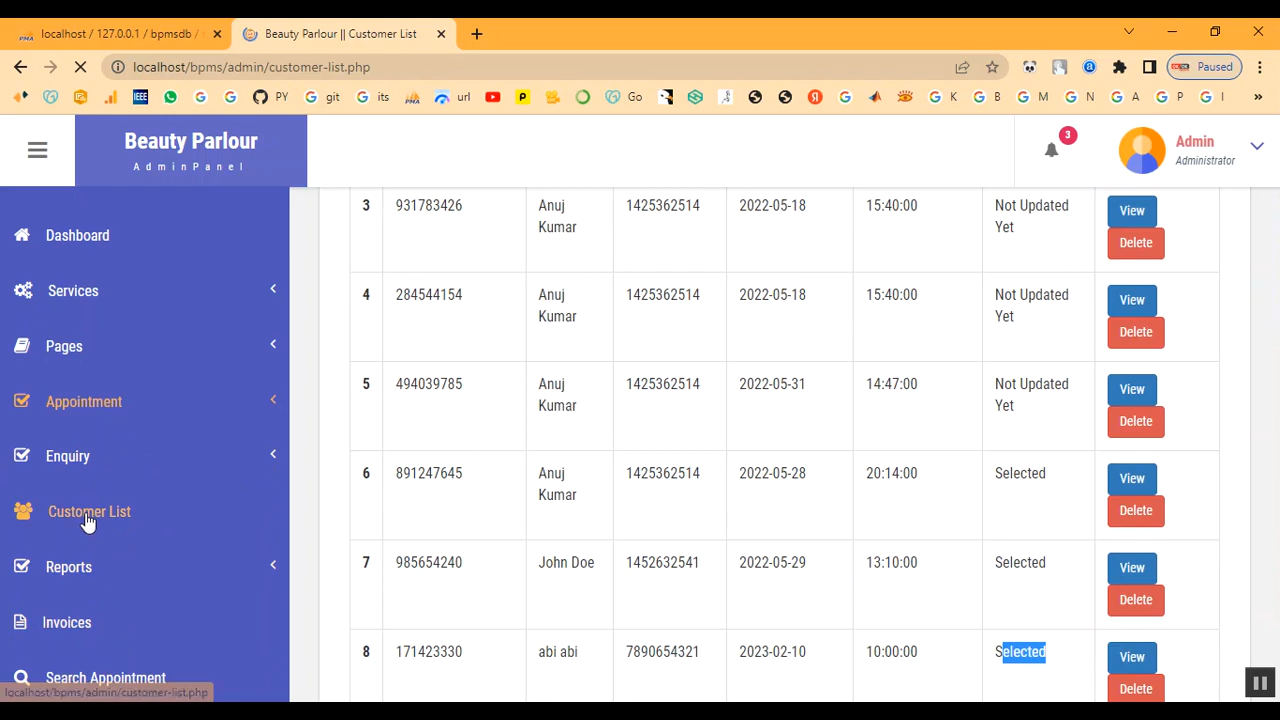 localhost / 127.0.0.1 / bpmsdb /
Beauty Parlour || Customer List
localhost/bpms/admin/customer-list.php
Paused
IEEE
PY
git
its
url
Go
K
B
M
N
A
P
I
»
Beauty Parlour
AdminPanel
3
Admin
Administrator
Dashboard
Services
Pages
Appointment
Enquiry
Customer List
Reports
Invoices
Search Appointment
localhost/bpms/admin/customer-list.php
3 931783426 Anuj Kumar 1425362514 2022-05-18 15:40:00 Not Updated Yet View Delete
4 284544154 Anuj Kumar 1425362514 2022-05-18 15:40:00 Not Updated Yet View Delete
5 494039785 Anuj Kumar 1425362514 2022-05-31 14:47:00 Not Updated Yet View Delete
6 891247645 Anuj Kumar 1425362514 2022-05-28 20:14:00 Selected View Delete
7 985654240 John Doe 1452632541 2022-05-29 13:10:00 Selected View Delete
8 171423330 abi abi 7890654321 2023-02-10 10:00:00 Selected View Delete